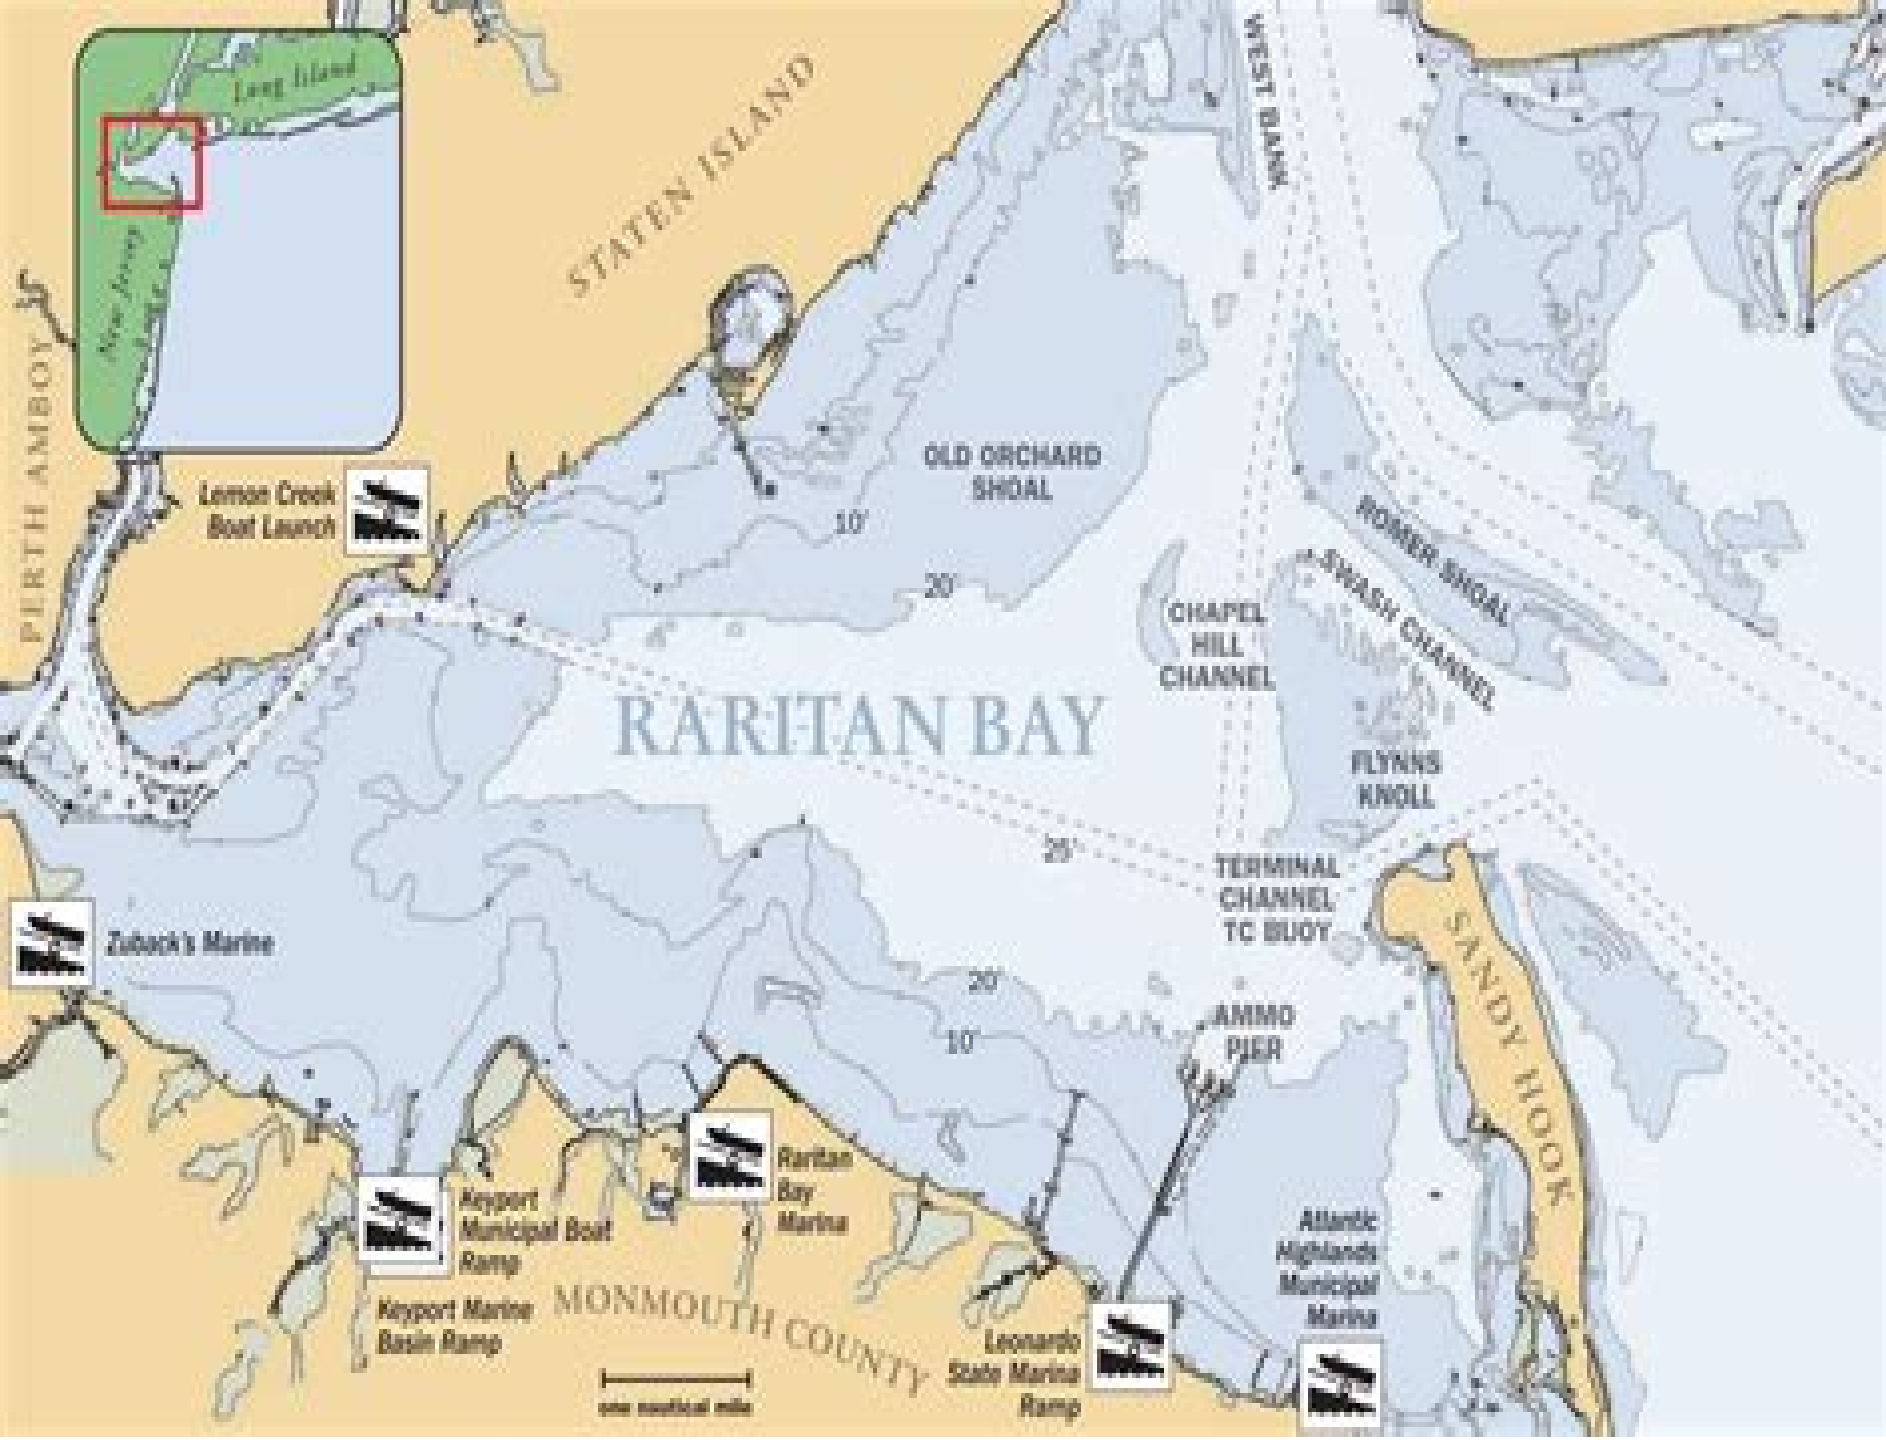 Long Island
New Jersey
WEST BANK
STATEN ISLAND
PERTH AMBOY
Lemon Creek
Boat Launch
OLD ORCHARD
SHOAL
10'
20'
ROMER SHOAL
SWASH CHANNEL
CHAPEL
HILL
CHANNEL
RARITAN BAY
FLYNNS
KNOLL
25'
TERMINAL
CHANNEL
TC BUOY
Zuback's Marine
SANDY HOOK
20'
10'
AMMO
PIER
Raritan
Bay
Marina
Keyport
Municipal Boat
Ramp
Keyport Marine
Basin Ramp
MONMOUTH COUNTY
one nautical mile
Leonardo
State Marina
Ramp
Atlantic
Highlands
Municipal
Marina